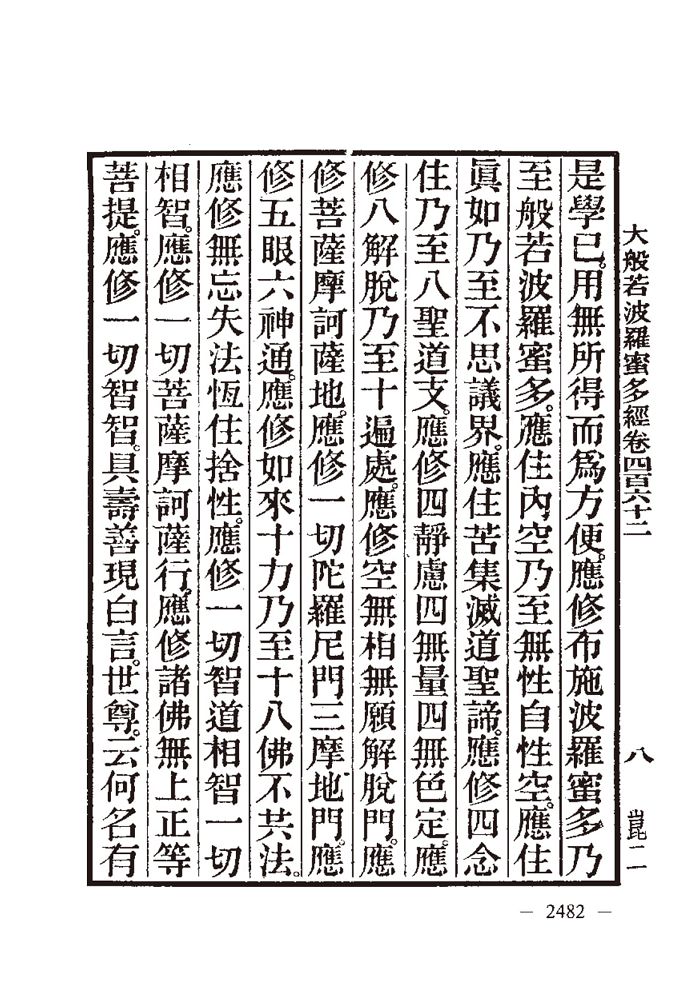 大般若波羅蜜多經卷四百六十二
八
二
是學已。用無所得而爲方便。應修布施波羅蜜多乃
至般若波羅蜜多。應住內空乃至無性自性空。應住
眞如乃至不思議界。應住苦集滅道聖諦。應修四念
住乃至八聖道支。應修四靜慮四無量四無色定。應
修八解脫乃至十遍處。應修空無相無願解脫門。應
修菩薩摩訶薩地。應修一切陀羅尼門三摩地門。應
修五眼六神通。應修如來十力乃至十八佛不共法。
應修無忘失法恆住捨性。應修一切智道相智一切
相智。應修一切菩薩摩訶薩行。應修諸佛無上正等
菩提。應修一切智智。具壽善現白言。世尊。云何名有
— 2482 —